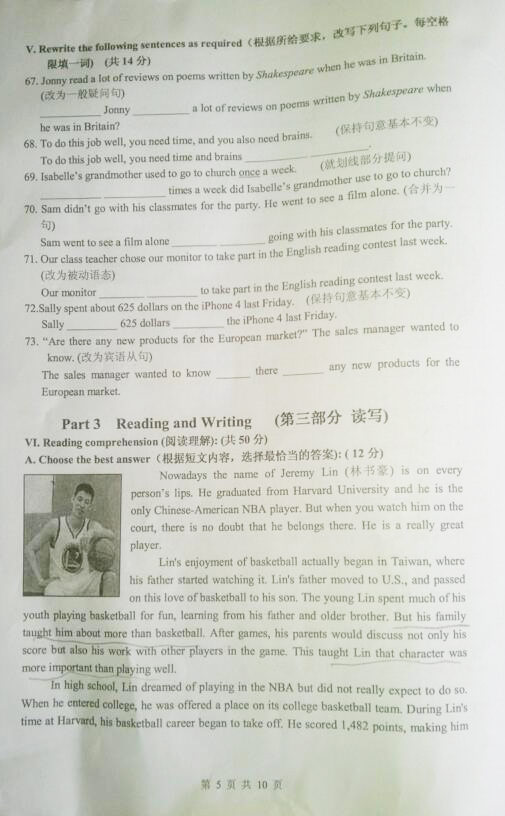 V. Rewrite the following sentences as required（根据所给要求，改写下列句子。每空格
限填一词） (共 14 分)
67. Jonny read a lot of reviews on poems written by Shakespeare when he was in Britain.
(改为一般疑问句)
__________ Jonny __________ a lot of reviews on poems written by Shakespeare when
he was in Britain?
68. To do this job well, you need time, and you also need brains. (保持句意基本不变)
To do this job well, you need time and brains __________ __________.
69. Isabelle's grandmother used to go to church once a week. (就划线部分提问)
__________ __________ times a week did Isabelle's grandmother use to go to church?
70. Sam didn't go with his classmates for the party. He went to see a film alone. (合并为一
句)
Sam went to see a film alone ________ ________ going with his classmates for the party.
71. Our class teacher chose our monitor to take part in the English reading contest last week.
(改为被动语态)
Our monitor ________ ________ to take part in the English reading contest last week.
72.Sally spent about 625 dollars on the iPhone 4 last Friday. (保持句意基本不变)
Sally ________ 625 dollars ________ the iPhone 4 last Friday.
73. “Are there any new products for the European market?” The sales manager wanted to
know. (改为宾语从句)
The sales manager wanted to know ______ there ______ any new products for the
European market.
Part 3 Reading and Writing (第三部分 读写)
VI. Reading comprehension (阅读理解): (共 50 分)
A. Choose the best answer（根据短文内容，选择最恰当的答案): ( 12 分)
Nowadays the name of Jeremy Lin (林书豪) is on every
person's lips. He graduated from Harvard University and he is the
only Chinese-American NBA player. But when you watch him on the
court, there is no doubt that he belongs there. He is a really great
player.
Lin's enjoyment of basketball actually began in Taiwan, where
his father started watching it. Lin's father moved to U.S., and passed
on this love of basketball to his son. The young Lin spent much of his
youth playing basketball for fun, learning from his father and older brother. But his family
taught him about more than basketball. After games, his parents would discuss not only his
score but also his work with other players in the game. This taught Lin that character was
more important than playing well.
In high school, Lin dreamed of playing in the NBA but did not really expect to do so.
When he entered college, he was offered a place on its college basketball team. During Lin's
time at Harvard, his basketball career began to take off. He scored 1,482 points, making him
第 5 页 共 10 页